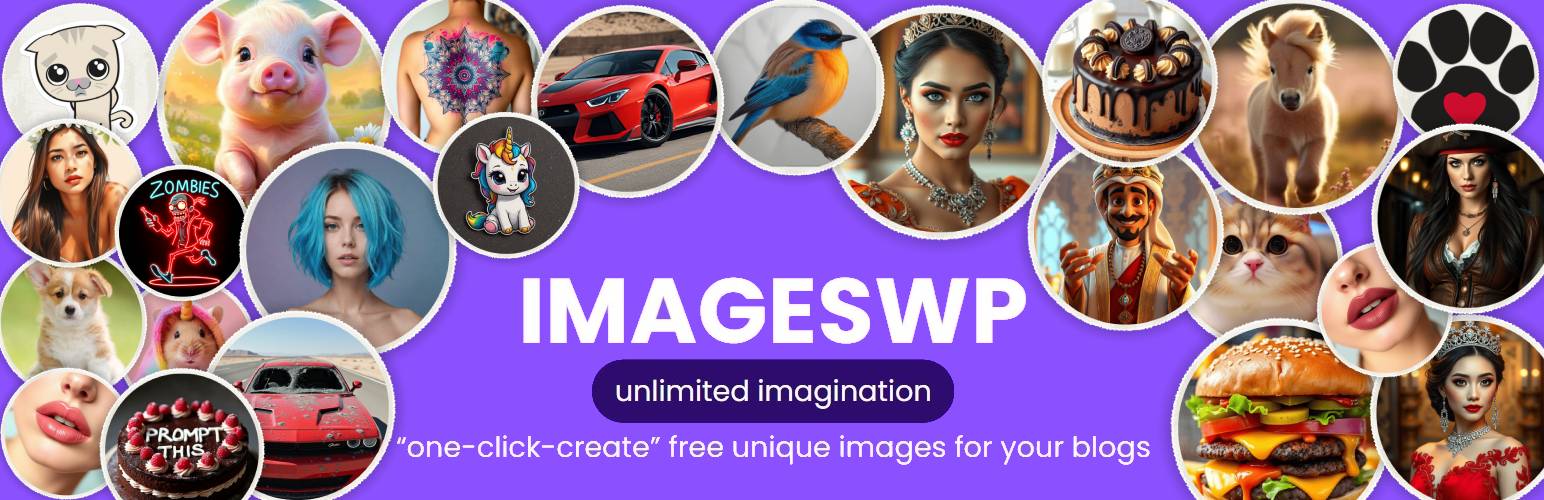 ZOMBIES
IMAGESWP
unlimited imagination
“one-click-create” free unique images for your blogs
PROMPT
THIS